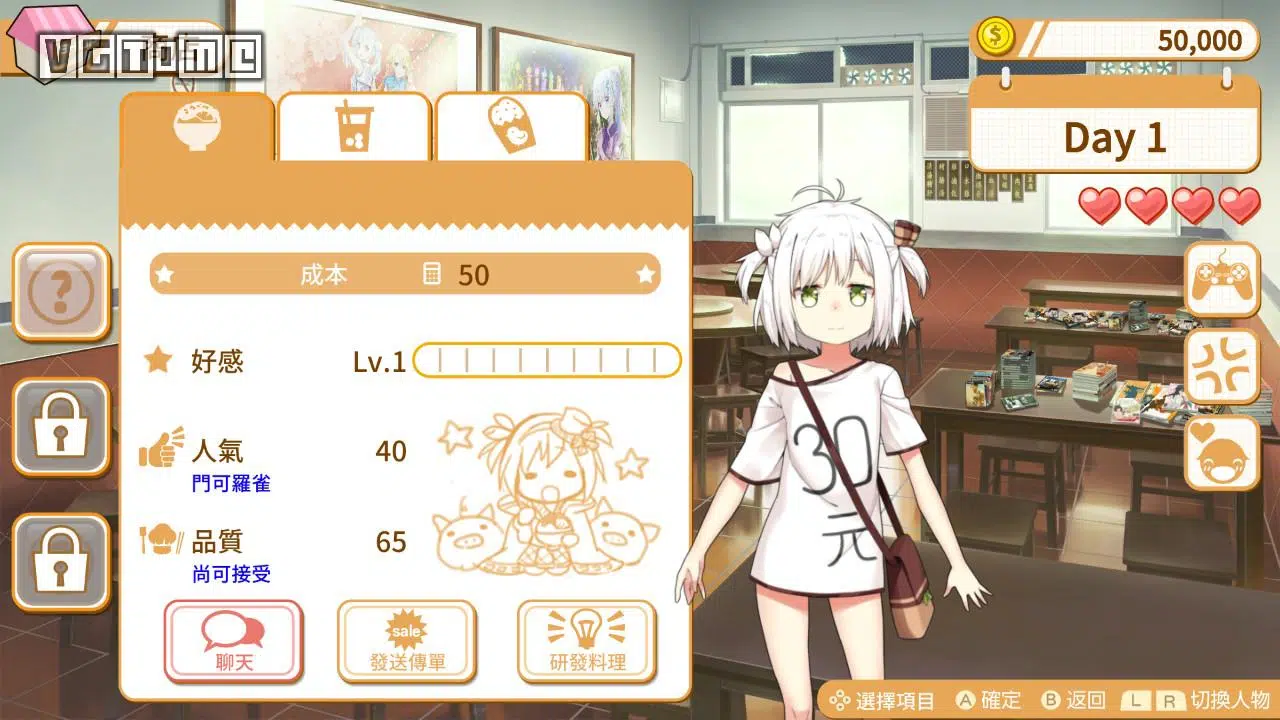 VGTIME
50,000
Day 1
成本 50
好感 Lv.1
人氣 40
門可羅雀
品質 65
尚可接受
30
元
聊天
sale
發送傳單
研發料理
選擇項目 A 確定 B 返回 L R 切換人物